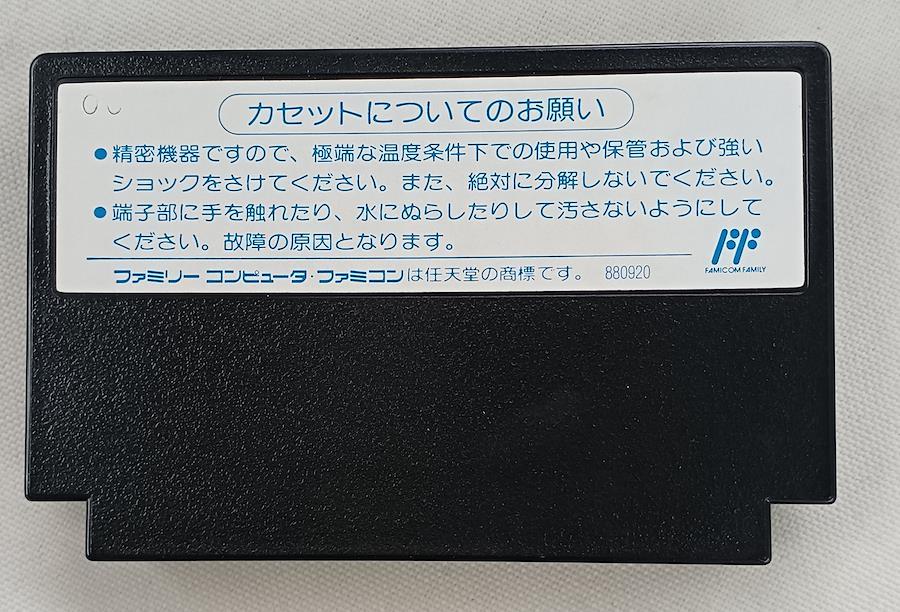 カセットについてのお願い
●精密機器ですので、極端な温度条件下での使用や保管および強い
ショックをさけてください。また、絶対に分解しないでください。
●端子部に手を触れたり、水にぬらしたりして汚さないようにして
ください。故障の原因となります。
FAMICOM FAMILY
ファミリーコンピュータ・ファミコンは任天堂の商標です。 880920